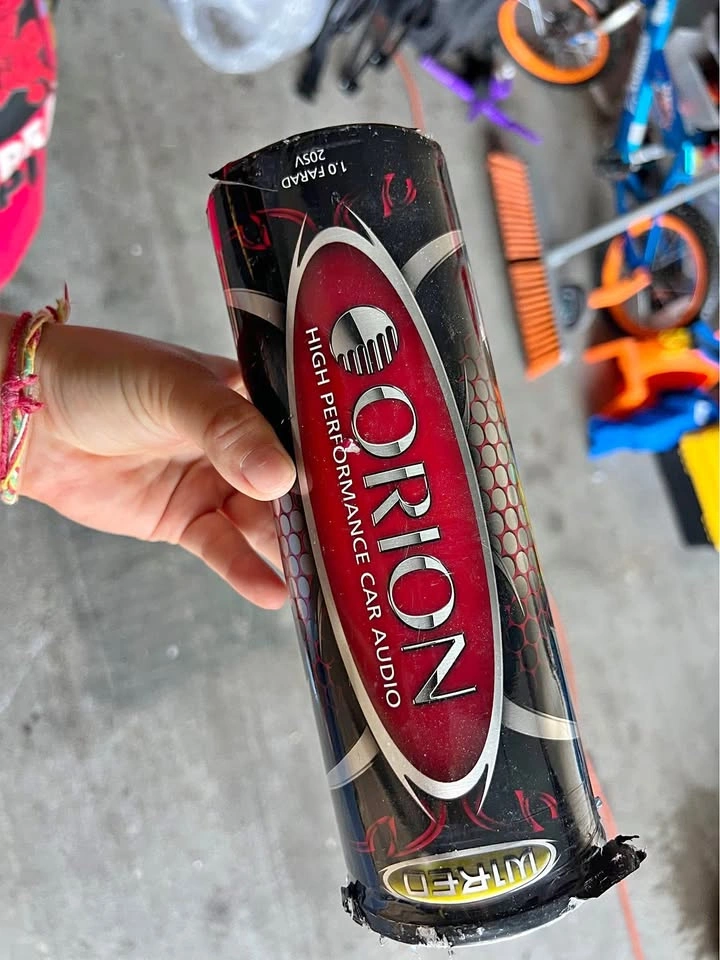 1.0 FARAD
20SV
ORION
HIGH PERFORMANCE CAR AUDIO
WIRED